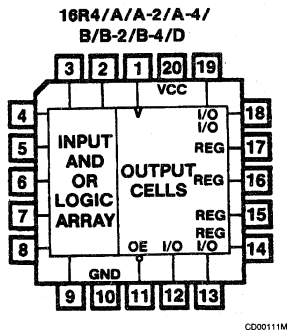 16R4/A/A-2/A-4/
B/B-2/B-4/D
3 2 1 20 19
VCC
4 I/O 18
I/O
5 INPUT REG 17
AND OUTPUT
6 OR CELLS REG 16
LOGIC
7 ARRAY REG 15
REG
8 OE I/O I/O 14
GND
9 10 11 12 13
CD00111M